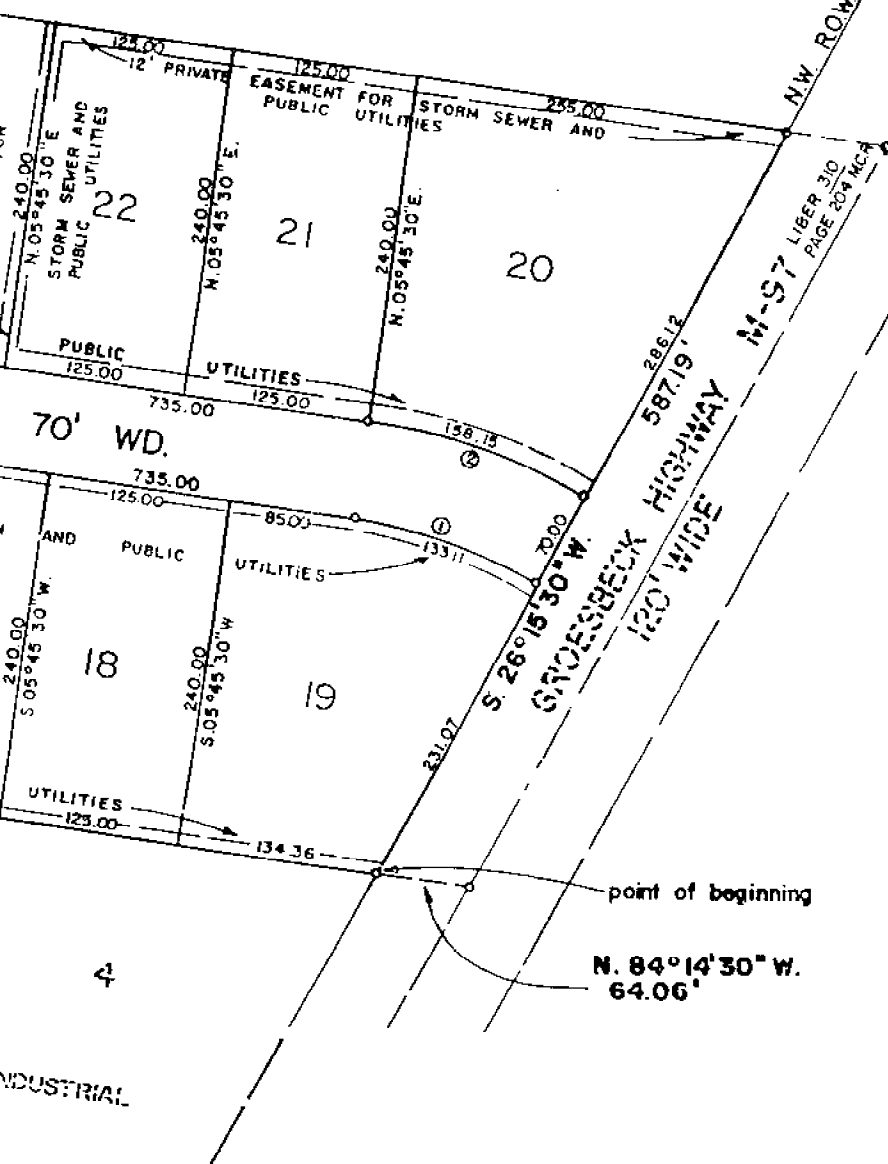 N.W. ROW.
125.00
125.00
255.00
12' PRIVATE EASEMENT FOR STORM SEWER AND
PUBLIC UTILITIES
240.00
N. 05°45'30" E
STORM SEWER AND
PUBLIC UTILITIES
22
240.00
N. 05°45'30" E.
21
240.00
N. 05°45'30" E.
20
LIBER 310
PAGE 204 M.C.R.
M-97
286.12
587.19'
PUBLIC UTILITIES
125.00
125.00
735.00
158.15
②
70' WD.
735.00
125.00
85.00
①
133.11
70.00
AND PUBLIC UTILITIES
S. 26°15'30" W.
GROESBECK HIGHWAY
120' WIDE
240.00
S. 05°45'30" W.
18
240.00
S. 05°45'30" W
19
231.07
UTILITIES
125.00
134.36
point of beginning
N. 84°14'30" W.
64.06'
4